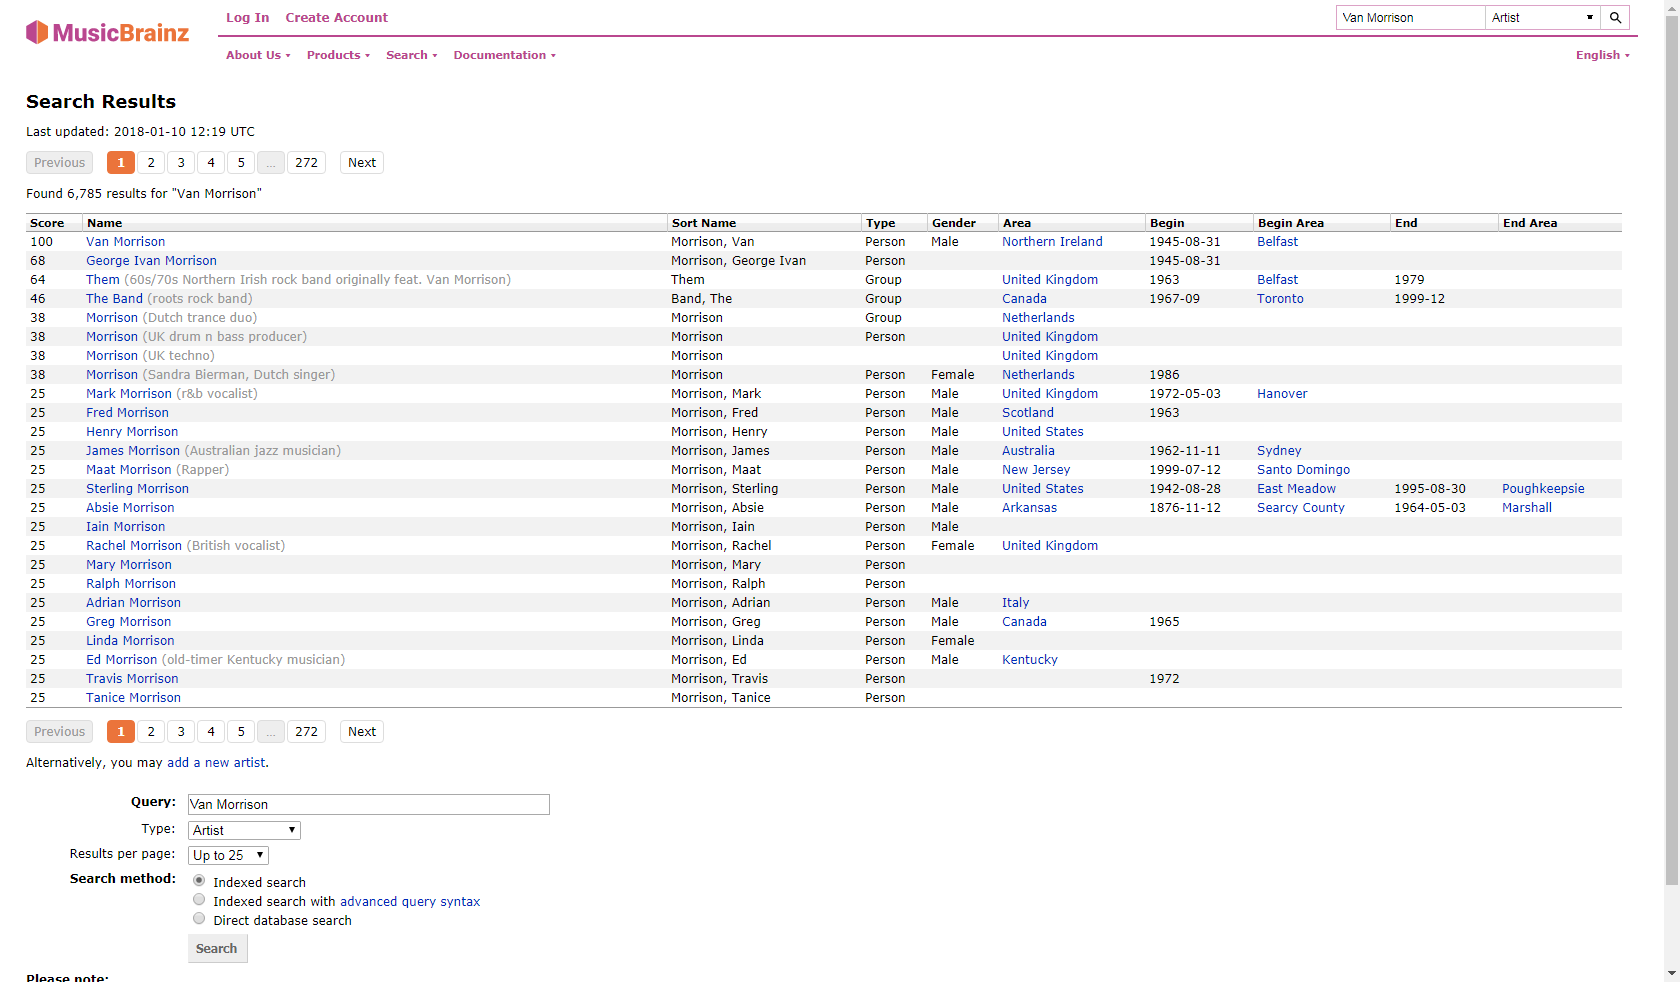 MusicBrainz
Log In Create Account
Van Morrison Artist
About Us Products Search Documentation English
Search Results
Last updated: 2018-01-10 12:19 UTC
Previous 1 2 3 4 5 ... 272 Next
Found 6,785 results for "Van Morrison"
Score Name Sort Name Type Gender Area Begin Begin Area End End Area
100 Van Morrison Morrison, Van Person Male Northern Ireland 1945-08-31 Belfast
68 George Ivan Morrison Morrison, George Ivan Person 1945-08-31
64 Them (60s/70s Northern Irish rock band originally feat. Van Morrison) Them Group United Kingdom 1963 Belfast 1979
46 The Band (roots rock band) Band, The Group Canada 1967-09 Toronto 1999-12
38 Morrison (Dutch trance duo) Morrison Group Netherlands
38 Morrison (UK drum n bass producer) Morrison Person United Kingdom
38 Morrison (UK techno) Morrison United Kingdom
38 Morrison (Sandra Bierman, Dutch singer) Morrison Person Female Netherlands 1986
25 Mark Morrison (r&b vocalist) Morrison, Mark Person Male United Kingdom 1972-05-03 Hanover
25 Fred Morrison Morrison, Fred Person Male Scotland 1963
25 Henry Morrison Morrison, Henry Person Male United States
25 James Morrison (Australian jazz musician) Morrison, James Person Male Australia 1962-11-11 Sydney
25 Maat Morrison (Rapper) Morrison, Maat Person Male New Jersey 1999-07-12 Santo Domingo
25 Sterling Morrison Morrison, Sterling Person Male United States 1942-08-28 East Meadow 1995-08-30 Poughkeepsie
25 Absie Morrison Morrison, Absie Person Male Arkansas 1876-11-12 Searcy County 1964-05-03 Marshall
25 Iain Morrison Morrison, Iain Person Male
25 Rachel Morrison (British vocalist) Morrison, Rachel Person Female United Kingdom
25 Mary Morrison Morrison, Mary Person
25 Ralph Morrison Morrison, Ralph Person
25 Adrian Morrison Morrison, Adrian Person Male Italy
25 Greg Morrison Morrison, Greg Person Male Canada 1965
25 Linda Morrison Morrison, Linda Person Female
25 Ed Morrison (old-timer Kentucky musician) Morrison, Ed Person Male Kentucky
25 Travis Morrison Morrison, Travis Person 1972
25 Tanice Morrison Morrison, Tanice Person
Previous 1 2 3 4 5 ... 272 Next
Alternatively, you may add a new artist.
Query: Van Morrison
Type: Artist
Results per page: Up to 25
Search method: Indexed search
Indexed search with advanced query syntax
Direct database search
Search
Please note: